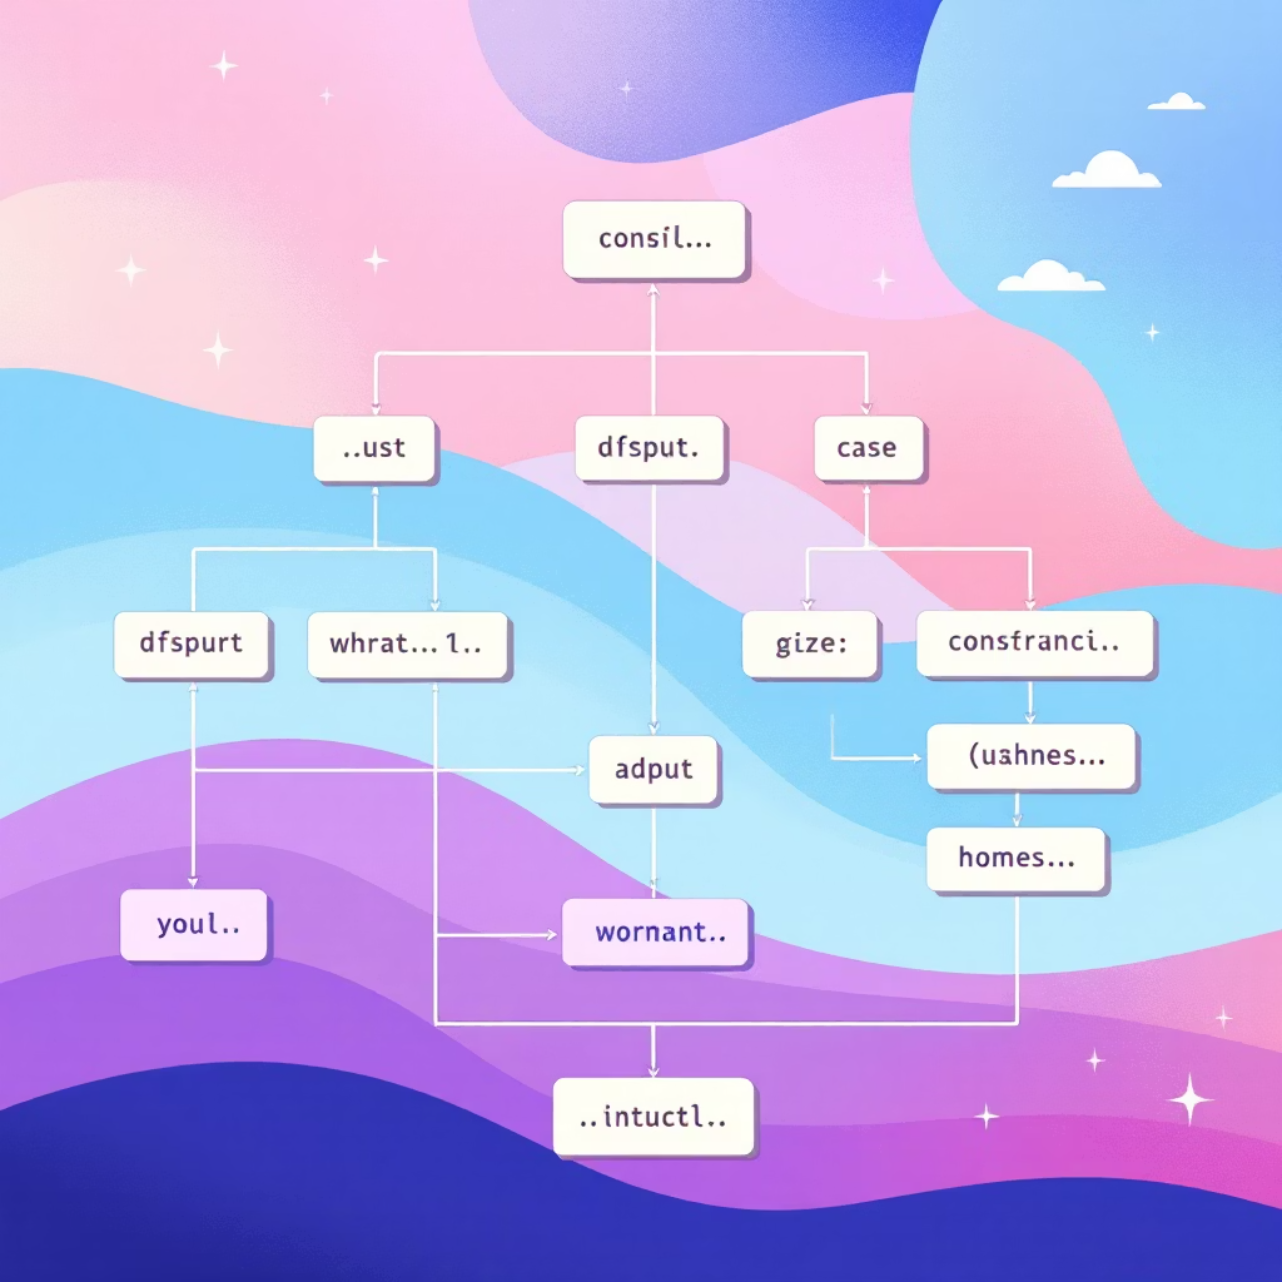 consil...
..ust
dfsput.
case
dfspurt
whrat... 1..
gize:
consfranci..
(uahnes...
adput
homes...
youl..
wornant..
..intuctl..